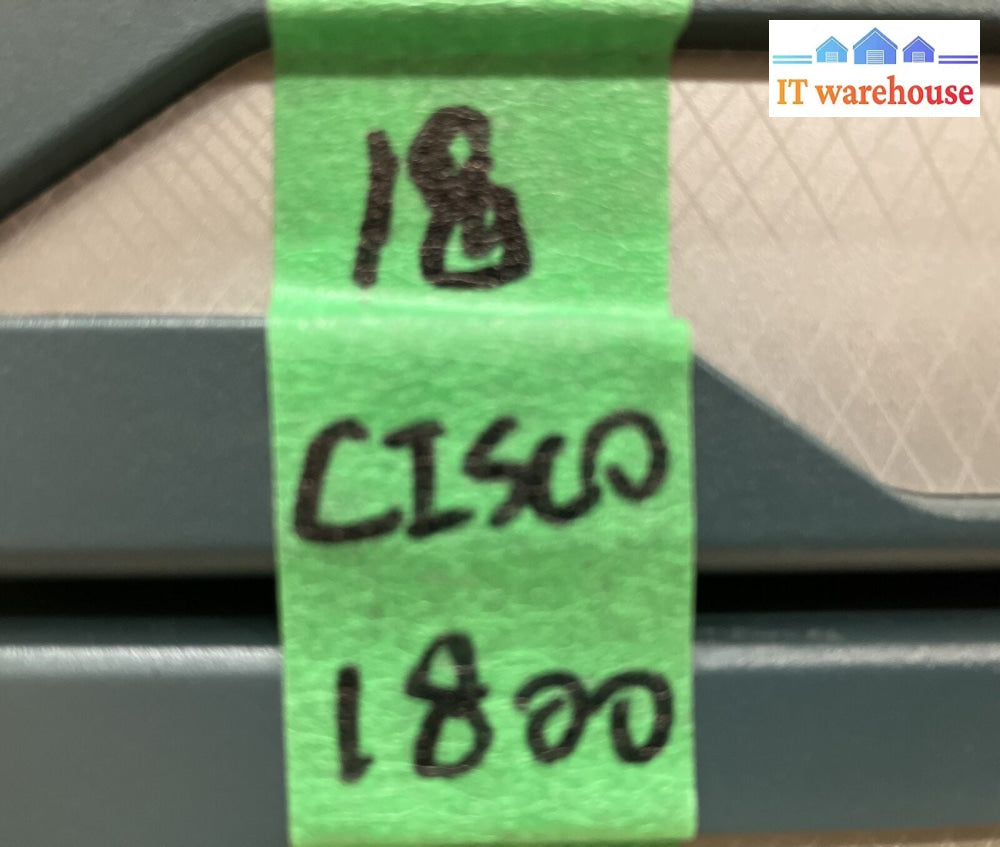 IT warehouse
18
CISCO
1800